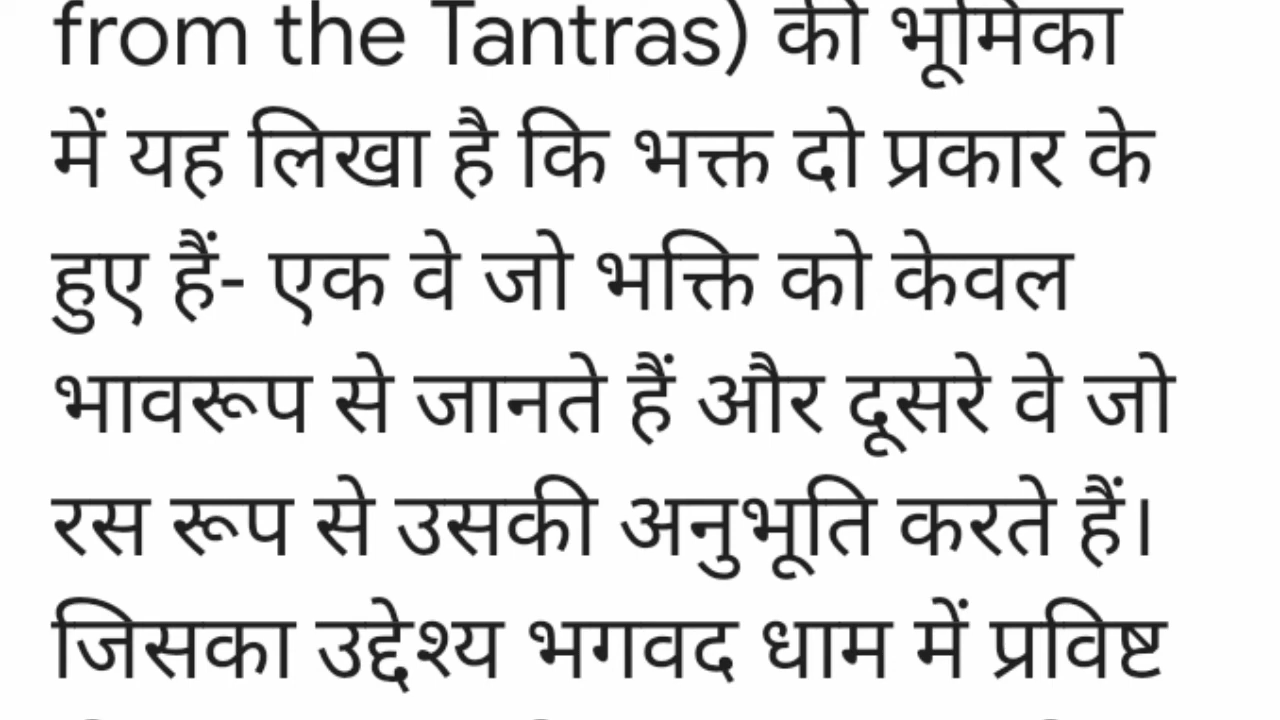 from the Tantras) की भूमिका
में यह लिखा है कि भक्त दो प्रकार के
हुए हैं- एक वे जो भक्ति को केवल
भावरूप से जानते हैं और दूसरे वे जो
रस रूप से उसकी अनुभूति करते हैं।
जिसका उद्देश्य भगवद धाम में प्रविष्ट